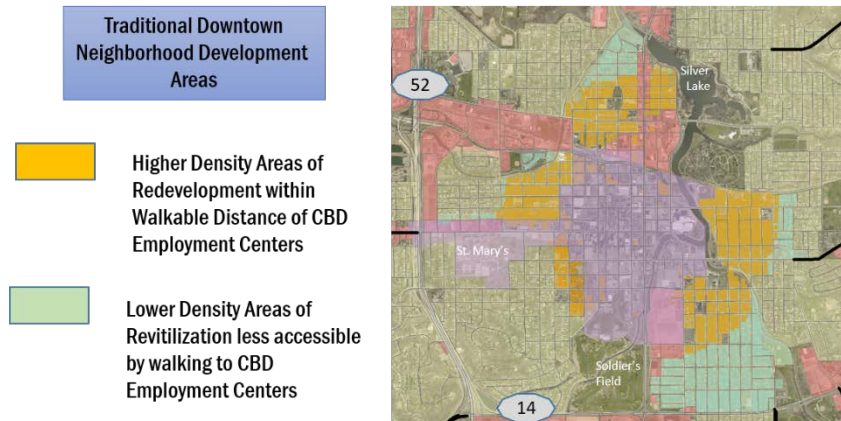 Traditional Downtown
Neighborhood Development
Areas
Higher Density Areas of
Redevelopment within
Walkable Distance of CBD
Employment Centers
Lower Density Areas of
Revitilization less accessible
by walking to CBD
Employment Centers
52
Silver
Lake
St. Mary's
Soldier's
Field
14